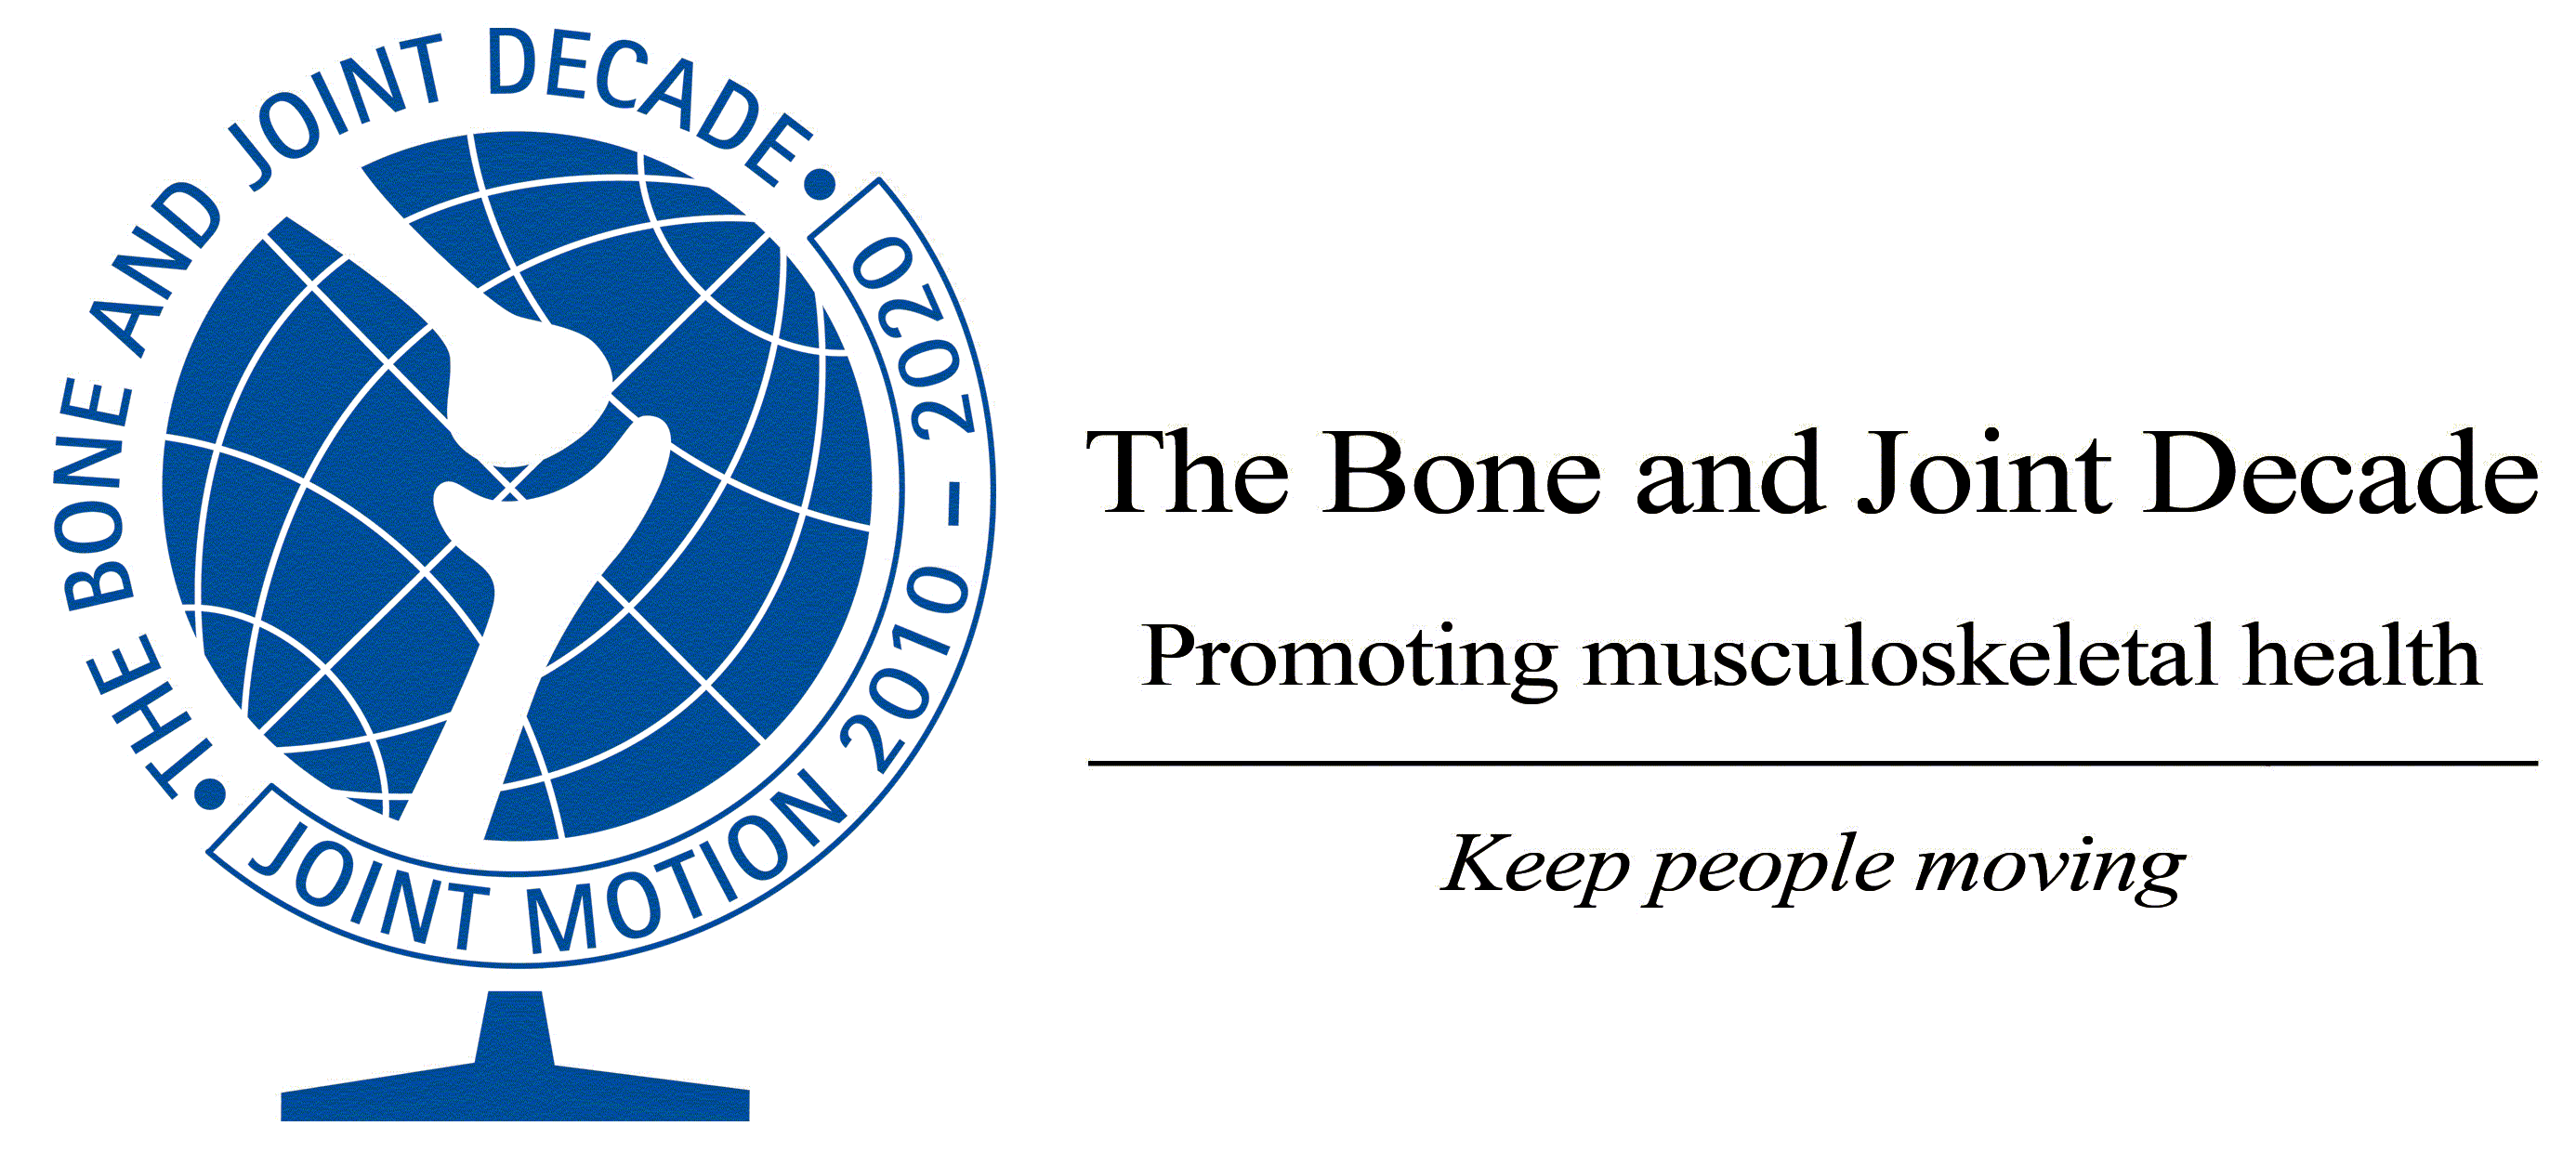 • THE BONE AND JOINT DECADE •
JOINT MOTION 2010 - 2020
The Bone and Joint Decade
Promoting musculoskeletal health
Keep people moving